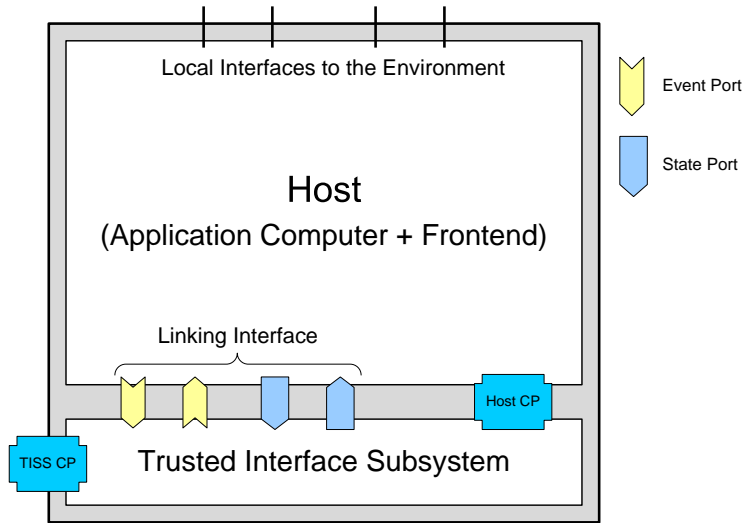 Local Interfaces to the Environment
Event Port
State Port
Host
(Application Computer + Frontend)
Linking Interface
Host CP
TISS CP
Trusted Interface Subsystem